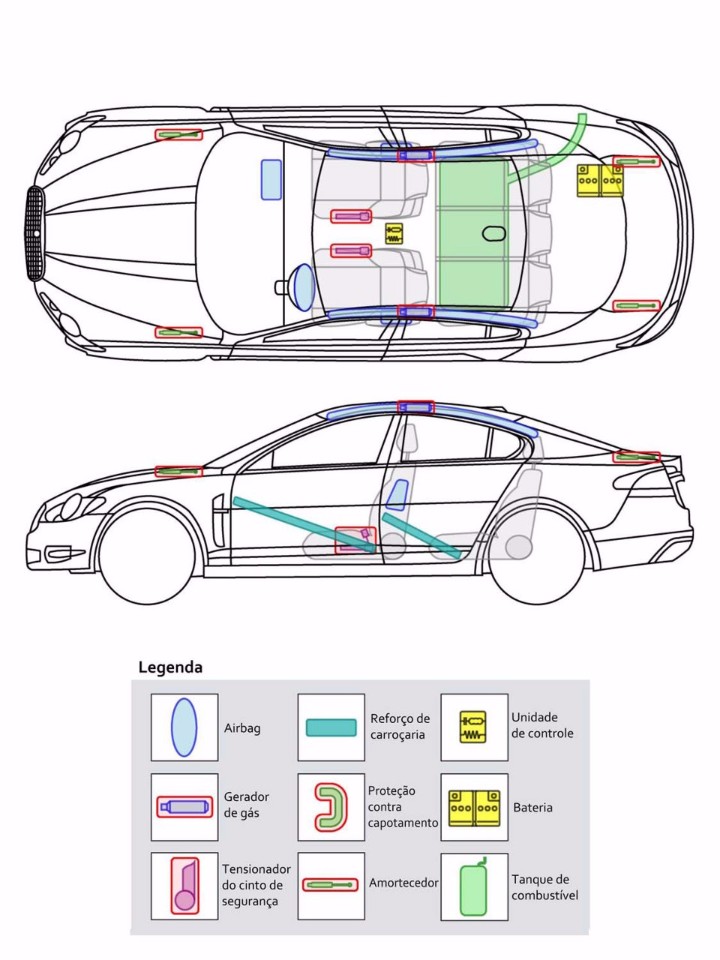 Legenda
Airbag
Reforço de
carroçaria
Unidade
de controle
Gerador
de gás
Proteção
contra
capotamento
Bateria
Tensionador
do cinto de
segurança
Amortecedor
Tanque de
combustível